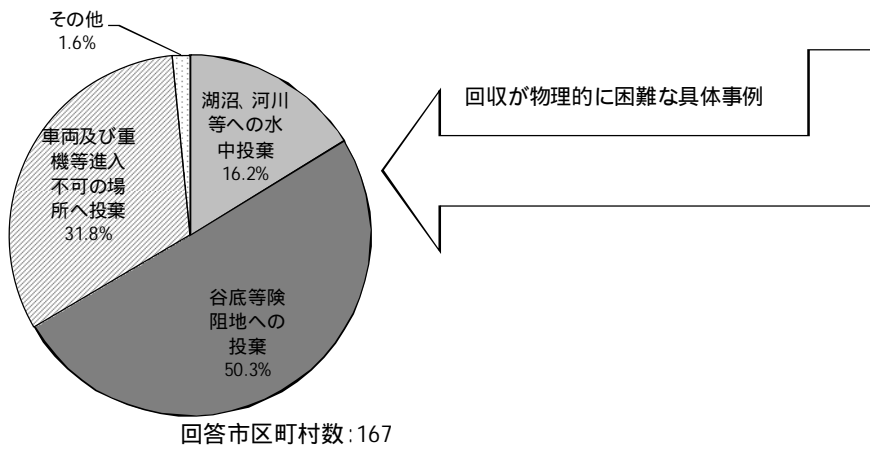 その他
1.6%
湖沼、河川
等への水
中投棄
16.2%
車両及び重
機等進入
不可の場
所へ投棄
31.8%
谷底等険
阻地への
投棄
50.3%
回収が物理的に困難な具体事例
回答市区町村数:167